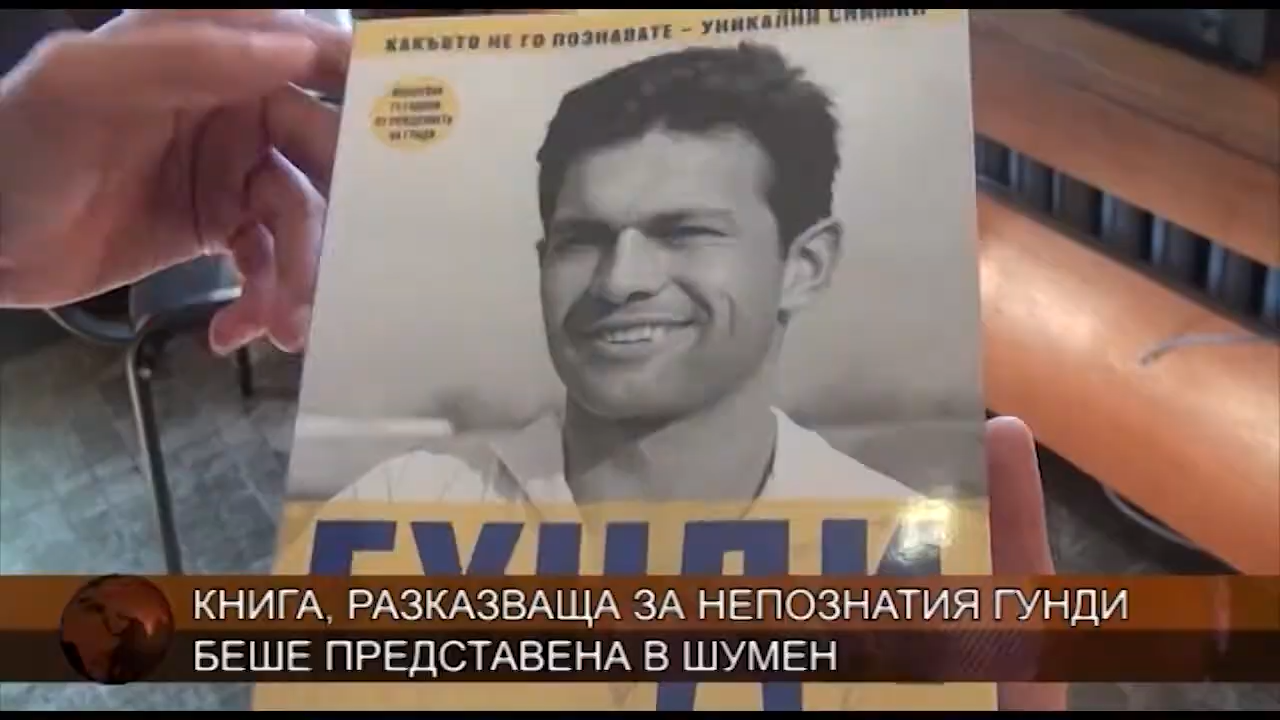 КАКЪВТО НЕ ГО ПОЗНАВАТЕ – УНИКАЛНИ СНИМКИ
ГУНДИ
КНИГА, РАЗКАЗВАЩА ЗА НЕПОЗНАТИЯ ГУНДИ
БЕШЕ ПРЕДСТАВЕНА В ШУМЕН